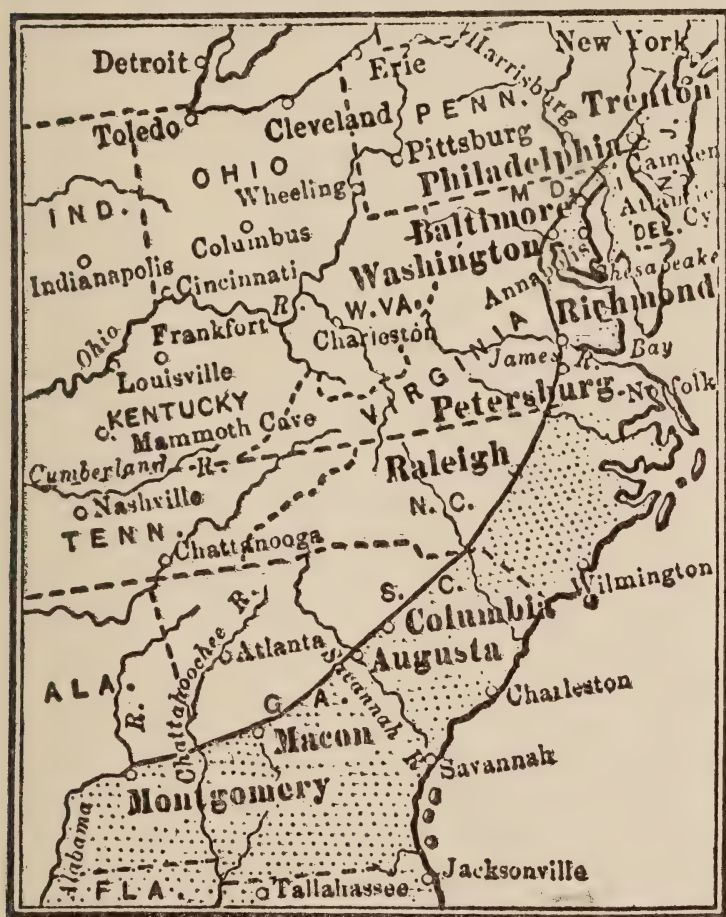 New York
Detroit
Erie
Harrisburg
PENN.
Trenton
Toledo
Cleveland
Pittsburg
Philadelphia
Camden
N. J.
OHIO
Wheeling
MD.
Atlantic
Cy
IND.
Columbus
Baltimore
DEL.
Indianapolis
Washington
Annapolis
Chesapeake
Cincinnati
Richmond
R.
W. VA.
Ohio
Frankfort
Charleston
VIRGINIA
James R.
Bay
Louisville
KENTUCKY
Petersburg
Norfolk
Mammoth Cave
Cumberland R.
Raleigh
Nashville
N. C.
TENN.
Chattanooga
S. C.
Wilmington
Columbia
Chattahoochee R.
Atlanta
Augusta
ALA.
R.
Savannah R.
Charleston
GA.
Macon
Savannah
Montgomery
Alabama
FLA.
Tallahassee
Jacksonville